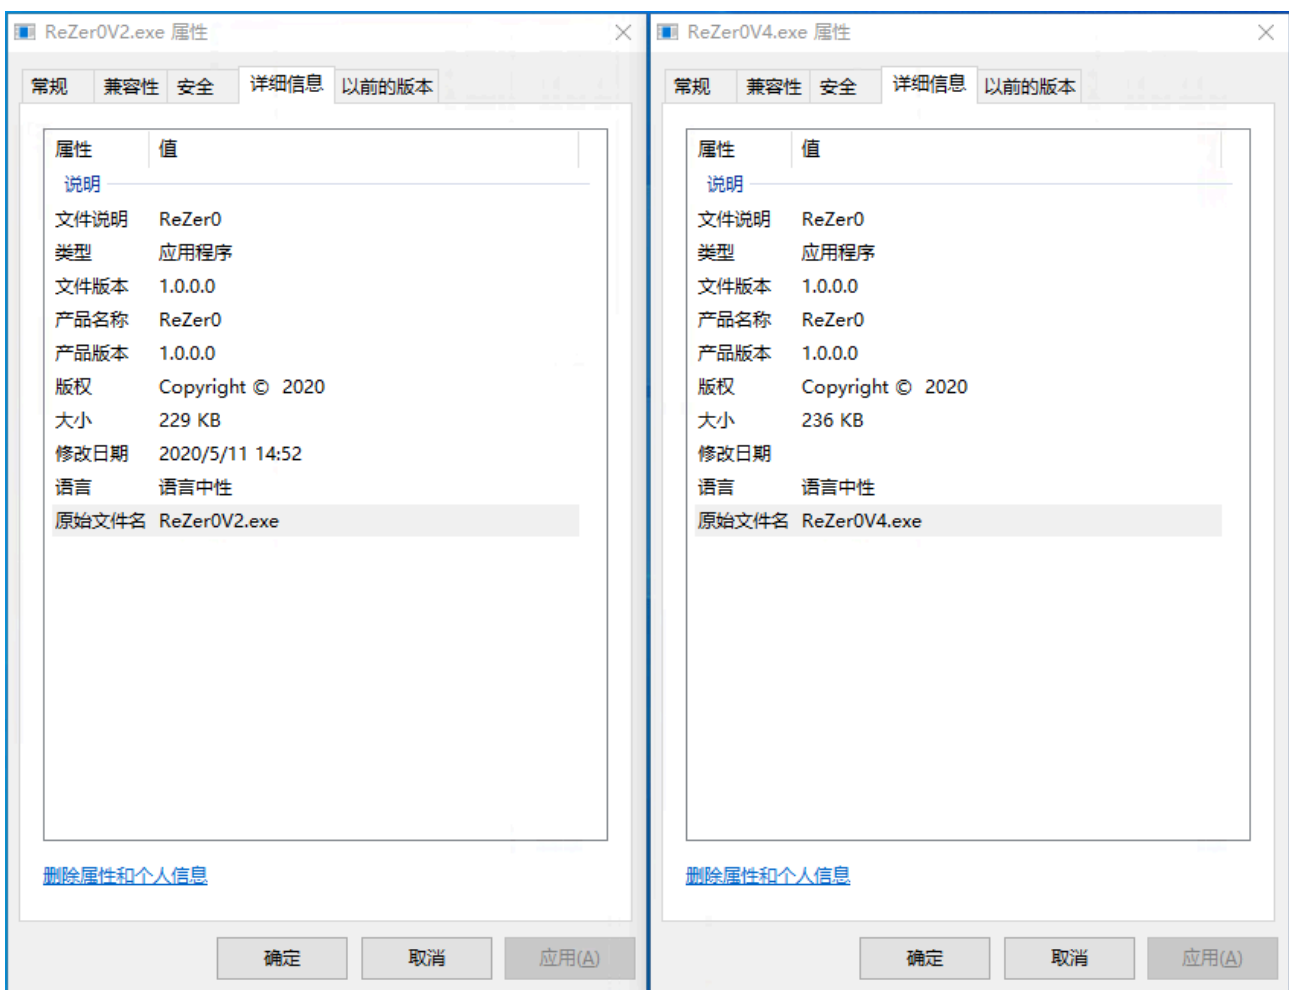 ReZer0V2.exe 属性
常规 兼容性 安全 详细信息 以前的版本
属性 值
说明
文件说明 ReZer0
类型 应用程序
文件版本 1.0.0.0
产品名称 ReZer0
产品版本 1.0.0.0
版权 Copyright © 2020
大小 229 KB
修改日期 2020/5/11 14:52
语言 语言中性
原始文件名 ReZer0V2.exe
删除属性和个人信息
确定 取消 应用(A)
ReZer0V4.exe 属性
常规 兼容性 安全 详细信息 以前的版本
属性 值
说明
文件说明 ReZer0
类型 应用程序
文件版本 1.0.0.0
产品名称 ReZer0
产品版本 1.0.0.0
版权 Copyright © 2020
大小 236 KB
修改日期
语言 语言中性
原始文件名 ReZer0V4.exe
删除属性和个人信息
确定 取消 应用(A)